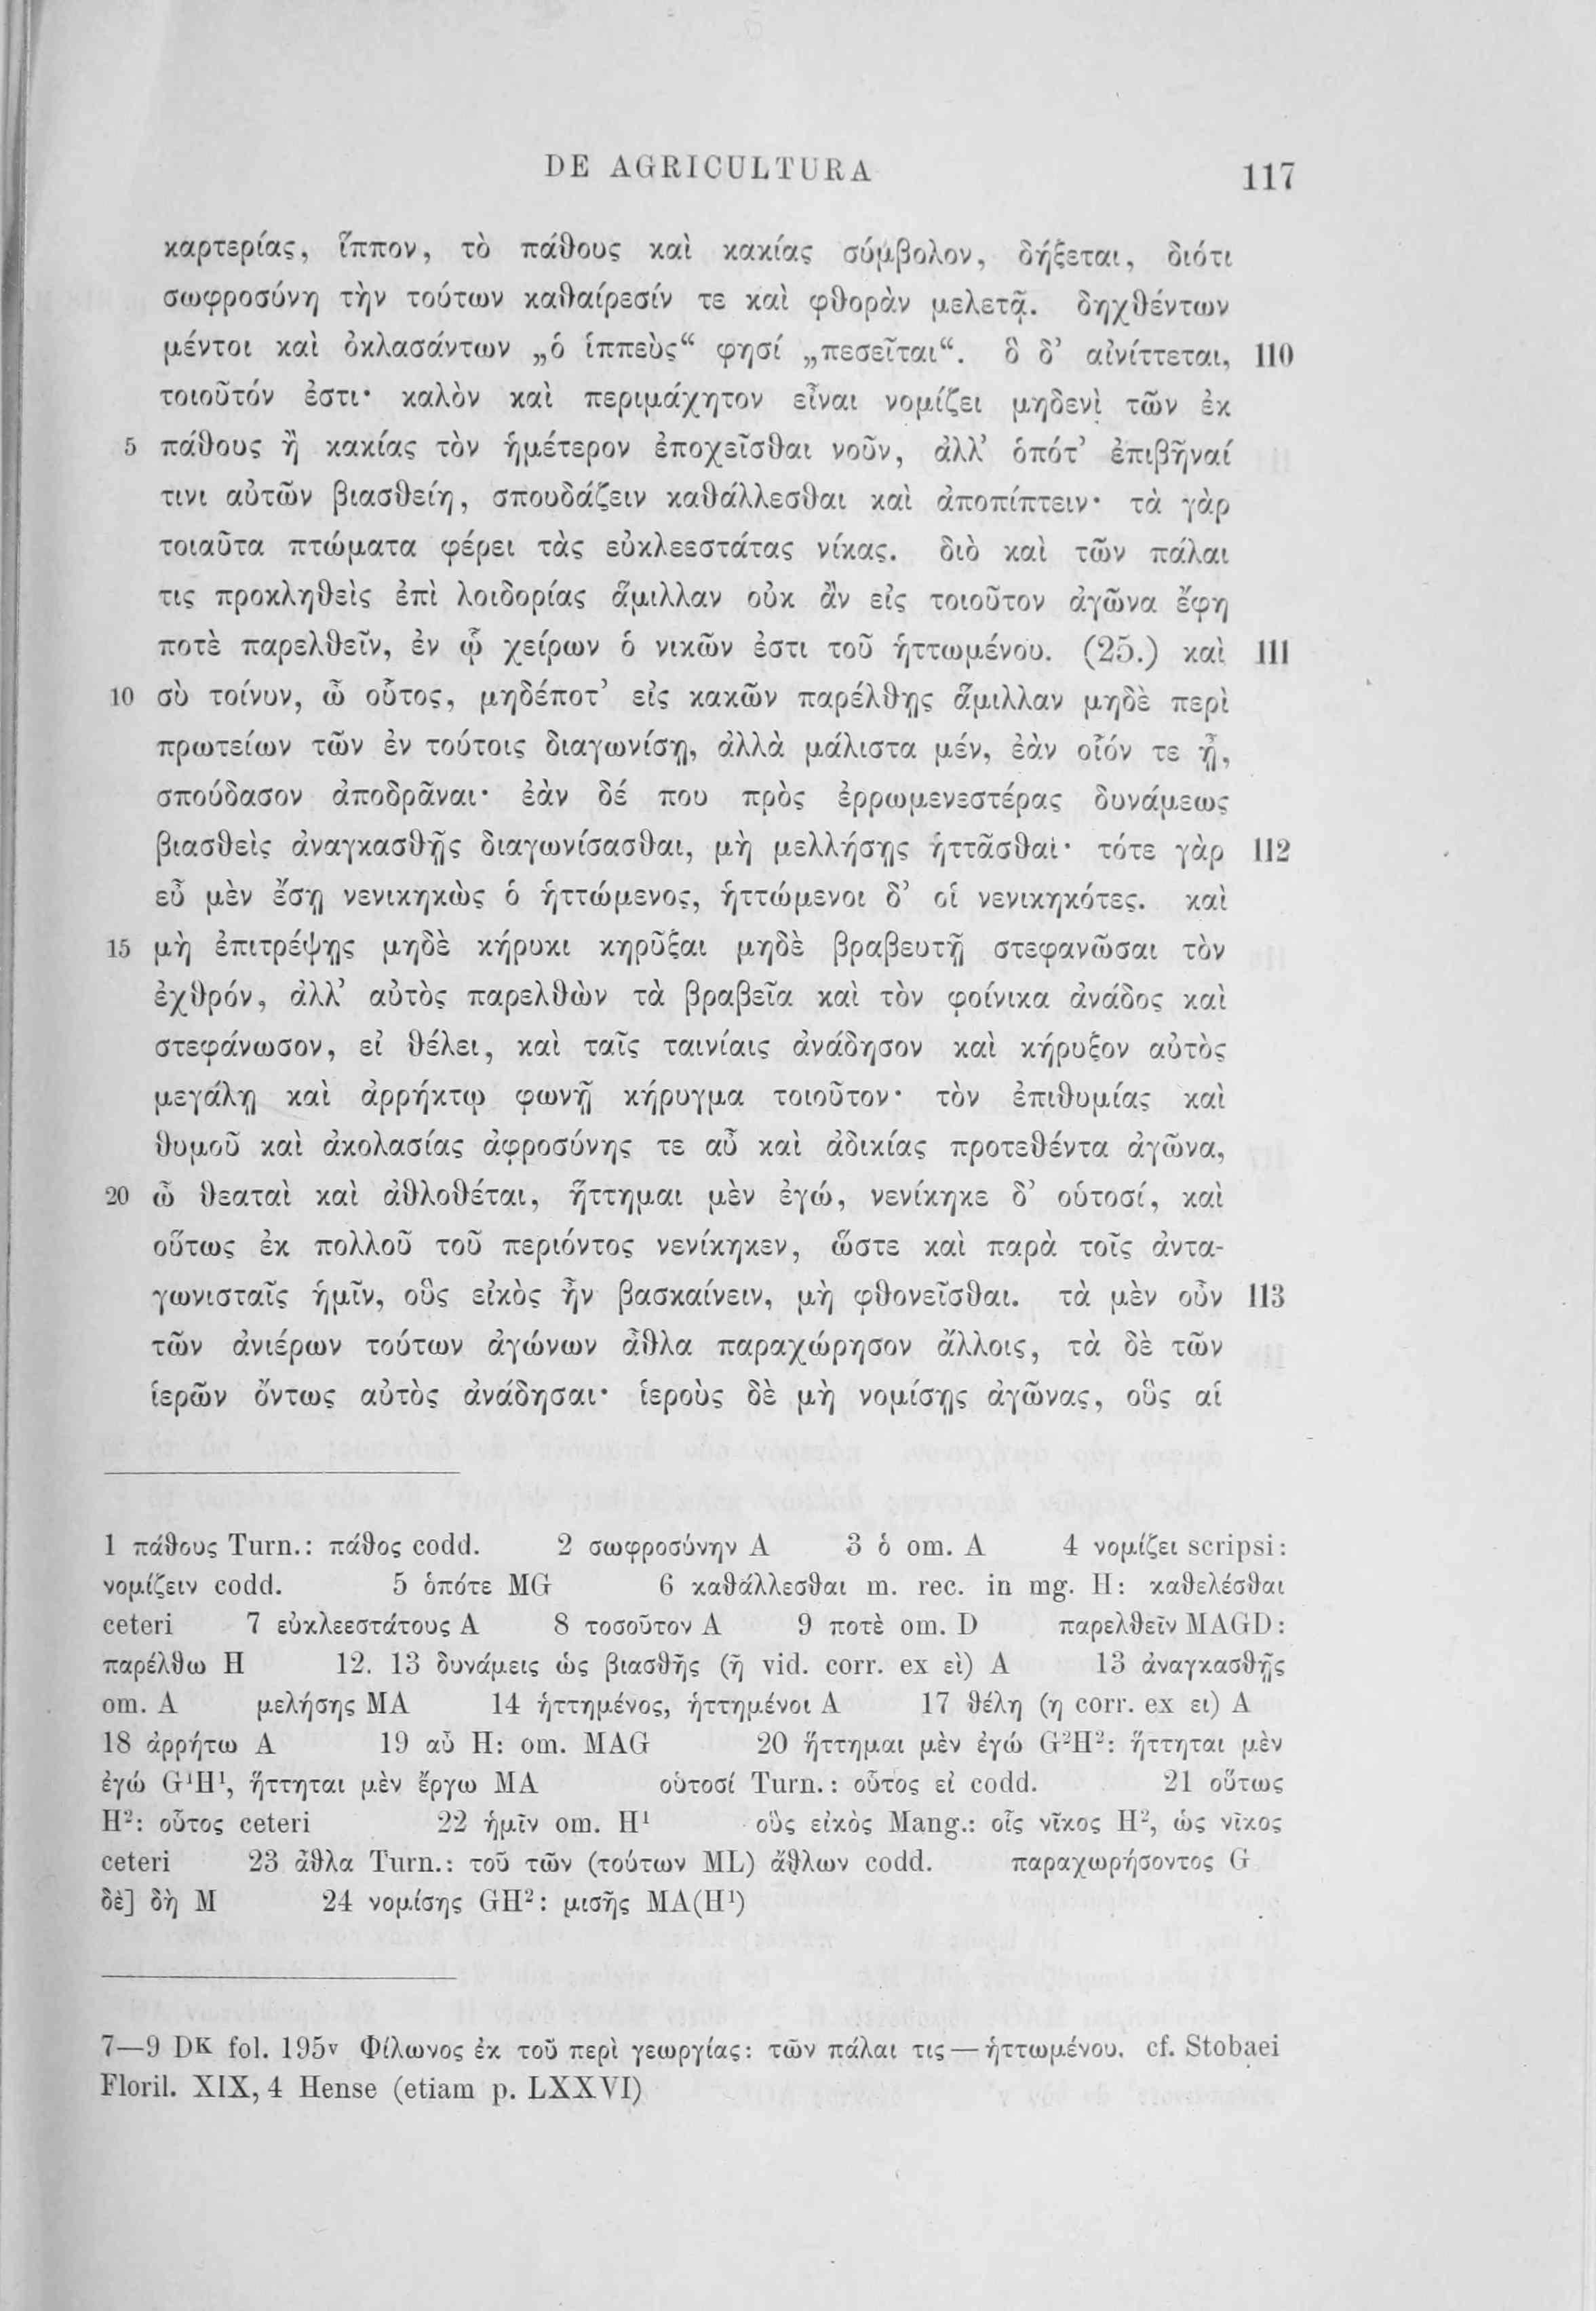 DE AGRICULTURA 117
καρτερίας, ἵππον, τὸ πάθους καὶ κακίας σύμβολον, δήξεται, διότι
σωφροσύνη τὴν τούτων καθαίρεσίν τε καὶ φθορὰν μελετᾷ. δηχθέντων
μέντοι καὶ ὀκλασάντων „ὁ ἱππεὺς“ φησί „πεσεῖται“. ὃ δ’ αἰνίττεται, 110
τοιοῦτόν ἐστι· καλὸν καὶ περιμάχητον εἶναι νομίζει μηδενὶ τῶν ἐκ
5 πάθους ἢ κακίας τὸν ἡμέτερον ἐποχεῖσθαι νοῦν, ἀλλ’ ὁπότ’ ἐπιβῆναί
τινι αὐτῶν βιασθείη, σπουδάζειν καθάλλεσθαι καὶ ἀποπίπτειν· τὰ γὰρ
τοιαῦτα πτώματα φέρει τὰς εὐκλεεστάτας νίκας. διὸ καὶ τῶν πάλαι
τις προκληθεὶς ἐπὶ λοιδορίας ἅμιλλαν οὐκ ἂν εἰς τοιοῦτον ἀγῶνα ἔφη
ποτὲ παρελθεῖν, ἐν ᾧ χείρων ὁ νικῶν ἐστι τοῦ ἡττωμένου. (25.) καὶ 111
10 σὺ τοίνυν, ὦ οὗτος, μηδέποτ’ εἰς κακῶν παρέλθῃς ἅμιλλαν μηδὲ περὶ
πρωτείων τῶν ἐν τούτοις διαγωνίσῃ, ἀλλὰ μάλιστα μέν, ἐὰν οἷόν τε ᾖ,
σπούδασον ἀποδρᾶναι· ἐὰν δέ που πρὸς ἐρρωμενεστέρας δυνάμεως
βιασθεὶς ἀναγκασθῇς διαγωνίσασθαι, μὴ μελλήσῃς ἡττᾶσθαι· τότε γὰρ 112
εὖ μὲν ἔσῃ νενικηκὼς ὁ ἡττώμενος, ἡττώμενοι δ’ οἱ νενικηκότες. καὶ
15 μὴ ἐπιτρέψῃς μηδὲ κήρυκι κηρῦξαι μηδὲ βραβευτῇ στεφανῶσαι τὸν
ἐχθρόν, ἀλλ’ αὐτὸς παρελθὼν τὰ βραβεῖα καὶ τὸν φοίνικα ἀνάδος καὶ
στεφάνωσον, εἰ θέλει, καὶ ταῖς ταινίαις ἀνάδησον καὶ κήρυξον αὐτὸς
μεγάλῃ καὶ ἀρρήκτῳ φωνῇ κήρυγμα τοιοῦτον· τὸν ἐπιθυμίας καὶ
θυμοῦ καὶ ἀκολασίας ἀφροσύνης τε αὖ καὶ ἀδικίας προτεθέντα ἀγῶνα,
20 ὦ θεαταὶ καὶ ἀθλοθέται, ἥττημαι μὲν ἐγώ, νενίκηκε δ’ οὑτοσί, καὶ
οὕτως ἐκ πολλοῦ τοῦ περιόντος νενίκηκεν, ὥστε καὶ παρὰ τοῖς ἀντα-
γωνισταῖς ἡμῖν, οὓς εἰκὸς ἦν βασκαίνειν, μὴ φθονεῖσθαι. τὰ μὲν οὖν 113
τῶν ἀνιέρων τούτων ἀγώνων ἆθλα παραχώρησον ἄλλοις, τὰ δὲ τῶν
ἱερῶν ὄντως αὐτὸς ἀνάδησαι· ἱεροὺς δὲ μὴ νομίσῃς ἀγῶνας, οὓς αἱ
1 πάθους Turn.: πάθος codd. 2 σωφροσύνην A 3 ὁ om. A 4 νομίζει scripsi:
νομίζειν codd. 5 ὁπότε MG 6 καθάλλεσθαι m. rec. in mg. H: καθελέσθαι
ceteri 7 εὐκλεεστάτους A 8 τοσοῦτον A 9 ποτὲ om. D παρελθεῖν MAGD:
παρέλθω H 12. 13 δυνάμεις ὡς βιασθῆς (ῆ vid. corr. ex εὶ) A 13 ἀναγκασθῇς
om. A μελήσης MA 14 ἡττημένος, ἡττημένοι A 17 θέλη (η corr. ex ει) A
18 ἀρρήτω A 19 αὖ H: om. MAG 20 ἥττημαι μὲν ἐγώ G²H²: ἥττηται μὲν
ἐγώ G¹H¹, ἥττηται μὲν ἔργω MA οὑτοσί Turn.: οὗτος εἰ codd. 21 οὕτως
H²: οὗτος ceteri 22 ἡμῖν om. H¹ οὓς εἰκὸς Mang.: οἷς νῖκος H², ὡς νῖκος
ceteri 23 ἆθλα Turn.: τοῦ τῶν (τούτων ML) ἄθλων codd. παραχωρήσοντος G
δὲ] δὴ M 24 νομίσης GH²: μισῆς MA(H¹)
7—9 DK fol. 195v Φίλωνος ἐκ τοῦ περὶ γεωργίας: τῶν πάλαι τις — ἡττωμένου. cf. Stobaei
Floril. XIX, 4 Hense (etiam p. LXXVI)